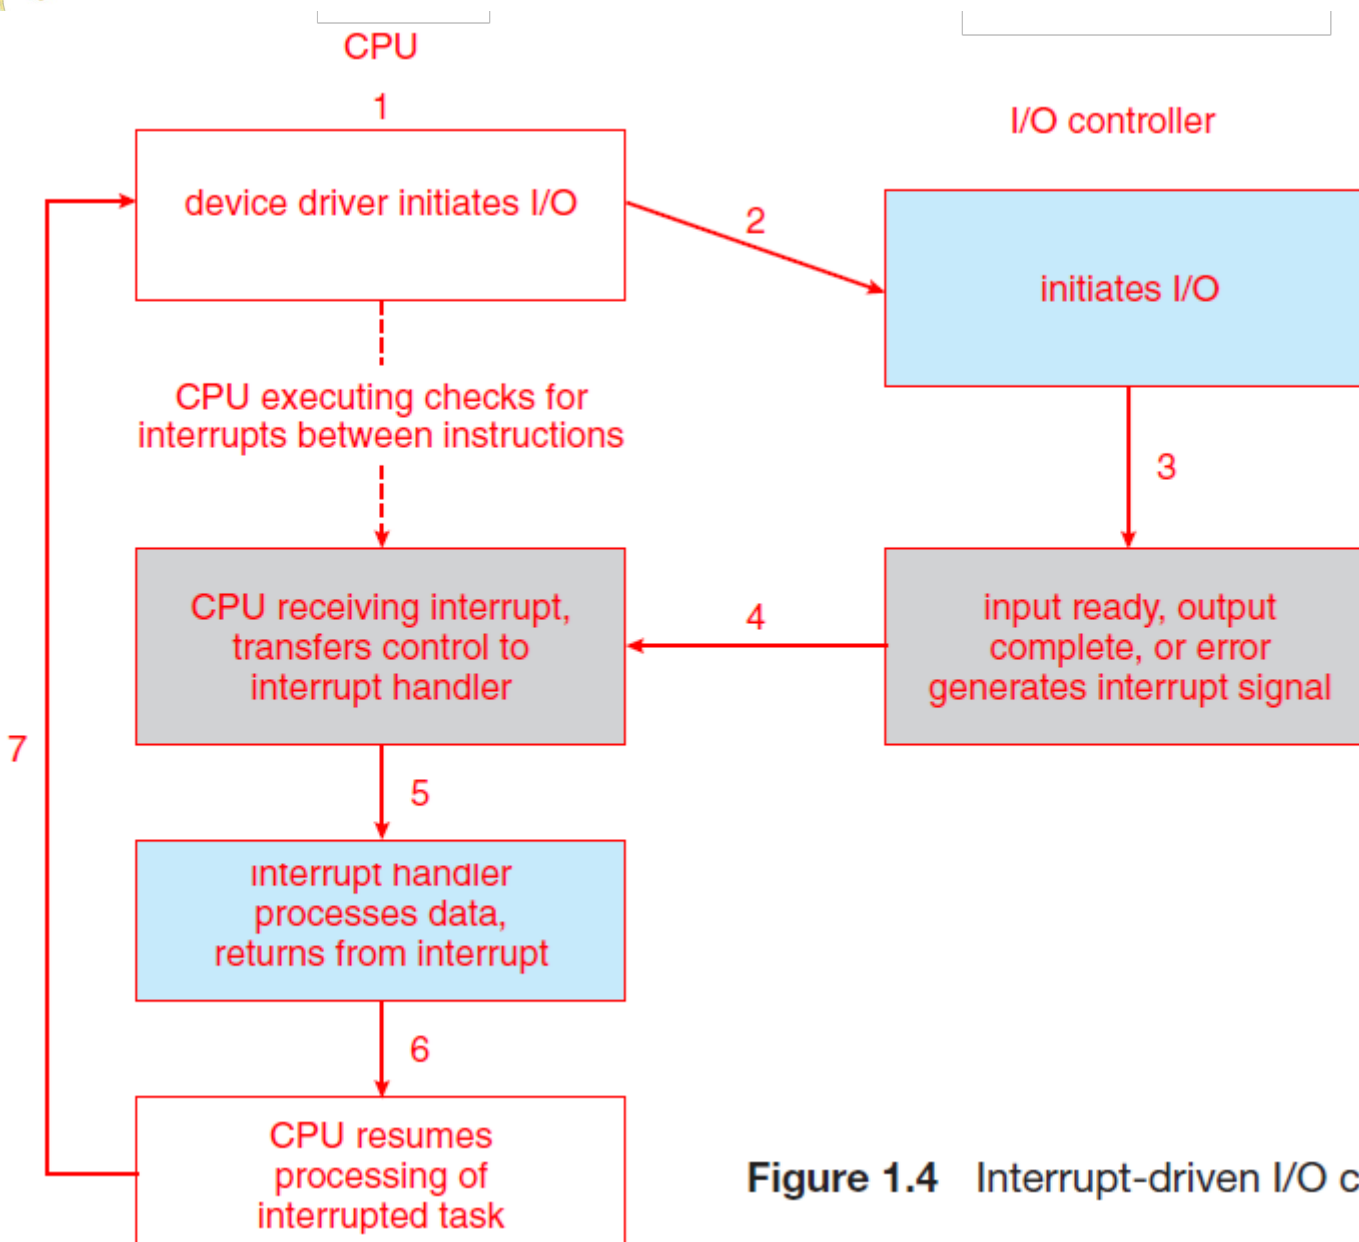 CPU
1
device driver initiates I/O
I/O controller
2
initiates I/O
CPU executing checks for
interrupts between instructions
3
CPU receiving interrupt,
transfers control to
interrupt handler
4
input ready, output
complete, or error
generates interrupt signal
7
5
interrupt handler
processes data,
returns from interrupt
6
CPU resumes
processing of
interrupted task
Figure 1.4 Interrupt-driven I/O c